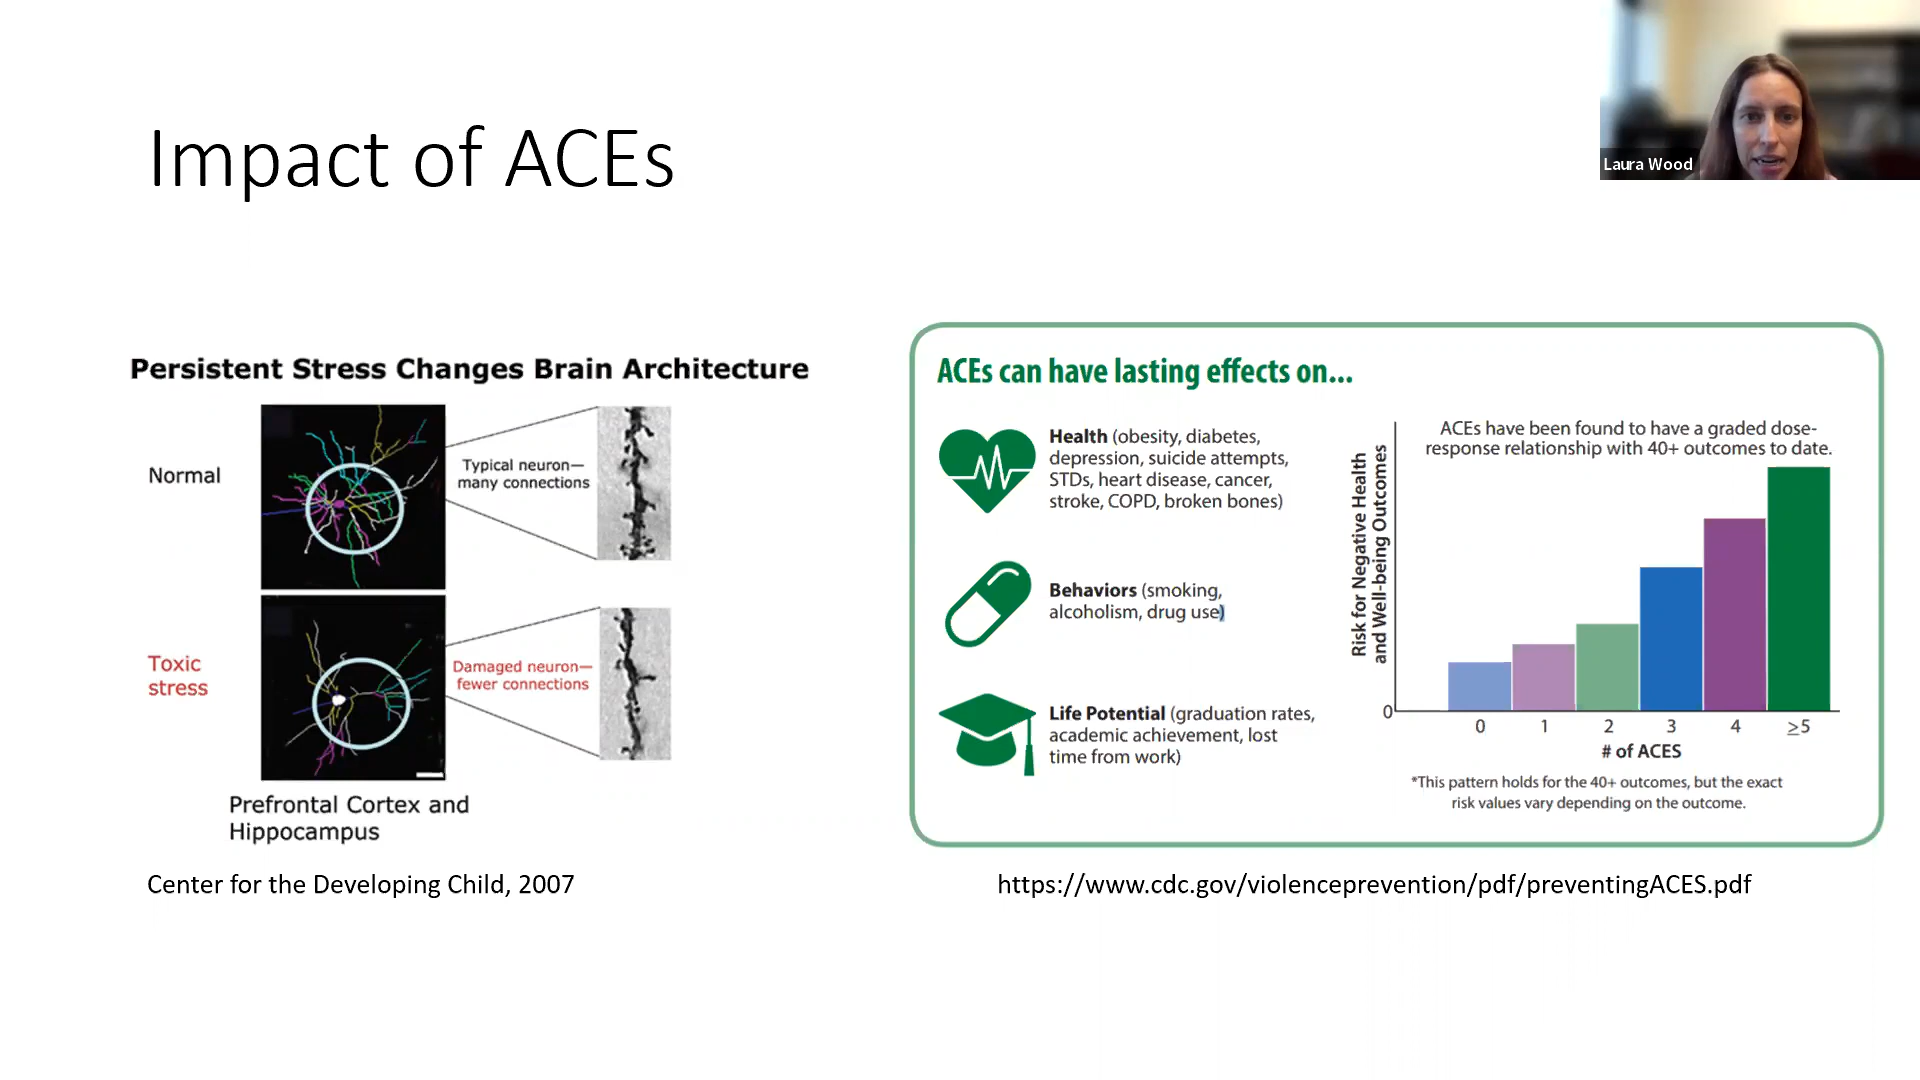 Impact of ACEs
Laura Wood
Persistent Stress Changes Brain Architecture
Normal
Typical neuron—
many connections
Toxic
stress
Damaged neuron—
fewer connections
Prefrontal Cortex and
Hippocampus
Center for the Developing Child, 2007
ACEs can have lasting effects on...
Health (obesity, diabetes,
depression, suicide attempts,
STDs, heart disease, cancer,
stroke, COPD, broken bones)
Behaviors (smoking,
alcoholism, drug use)
Life Potential (graduation rates,
academic achievement, lost
time from work)
ACEs have been found to have a graded dose-
response relationship with 40+ outcomes to date.
Risk for Negative Health
and Well-being Outcomes
0
0 1 2 3 4 ≥5
# of ACES
*This pattern holds for the 40+ outcomes, but the exact
risk values vary depending on the outcome.
https://www.cdc.gov/violenceprevention/pdf/preventingACES.pdf